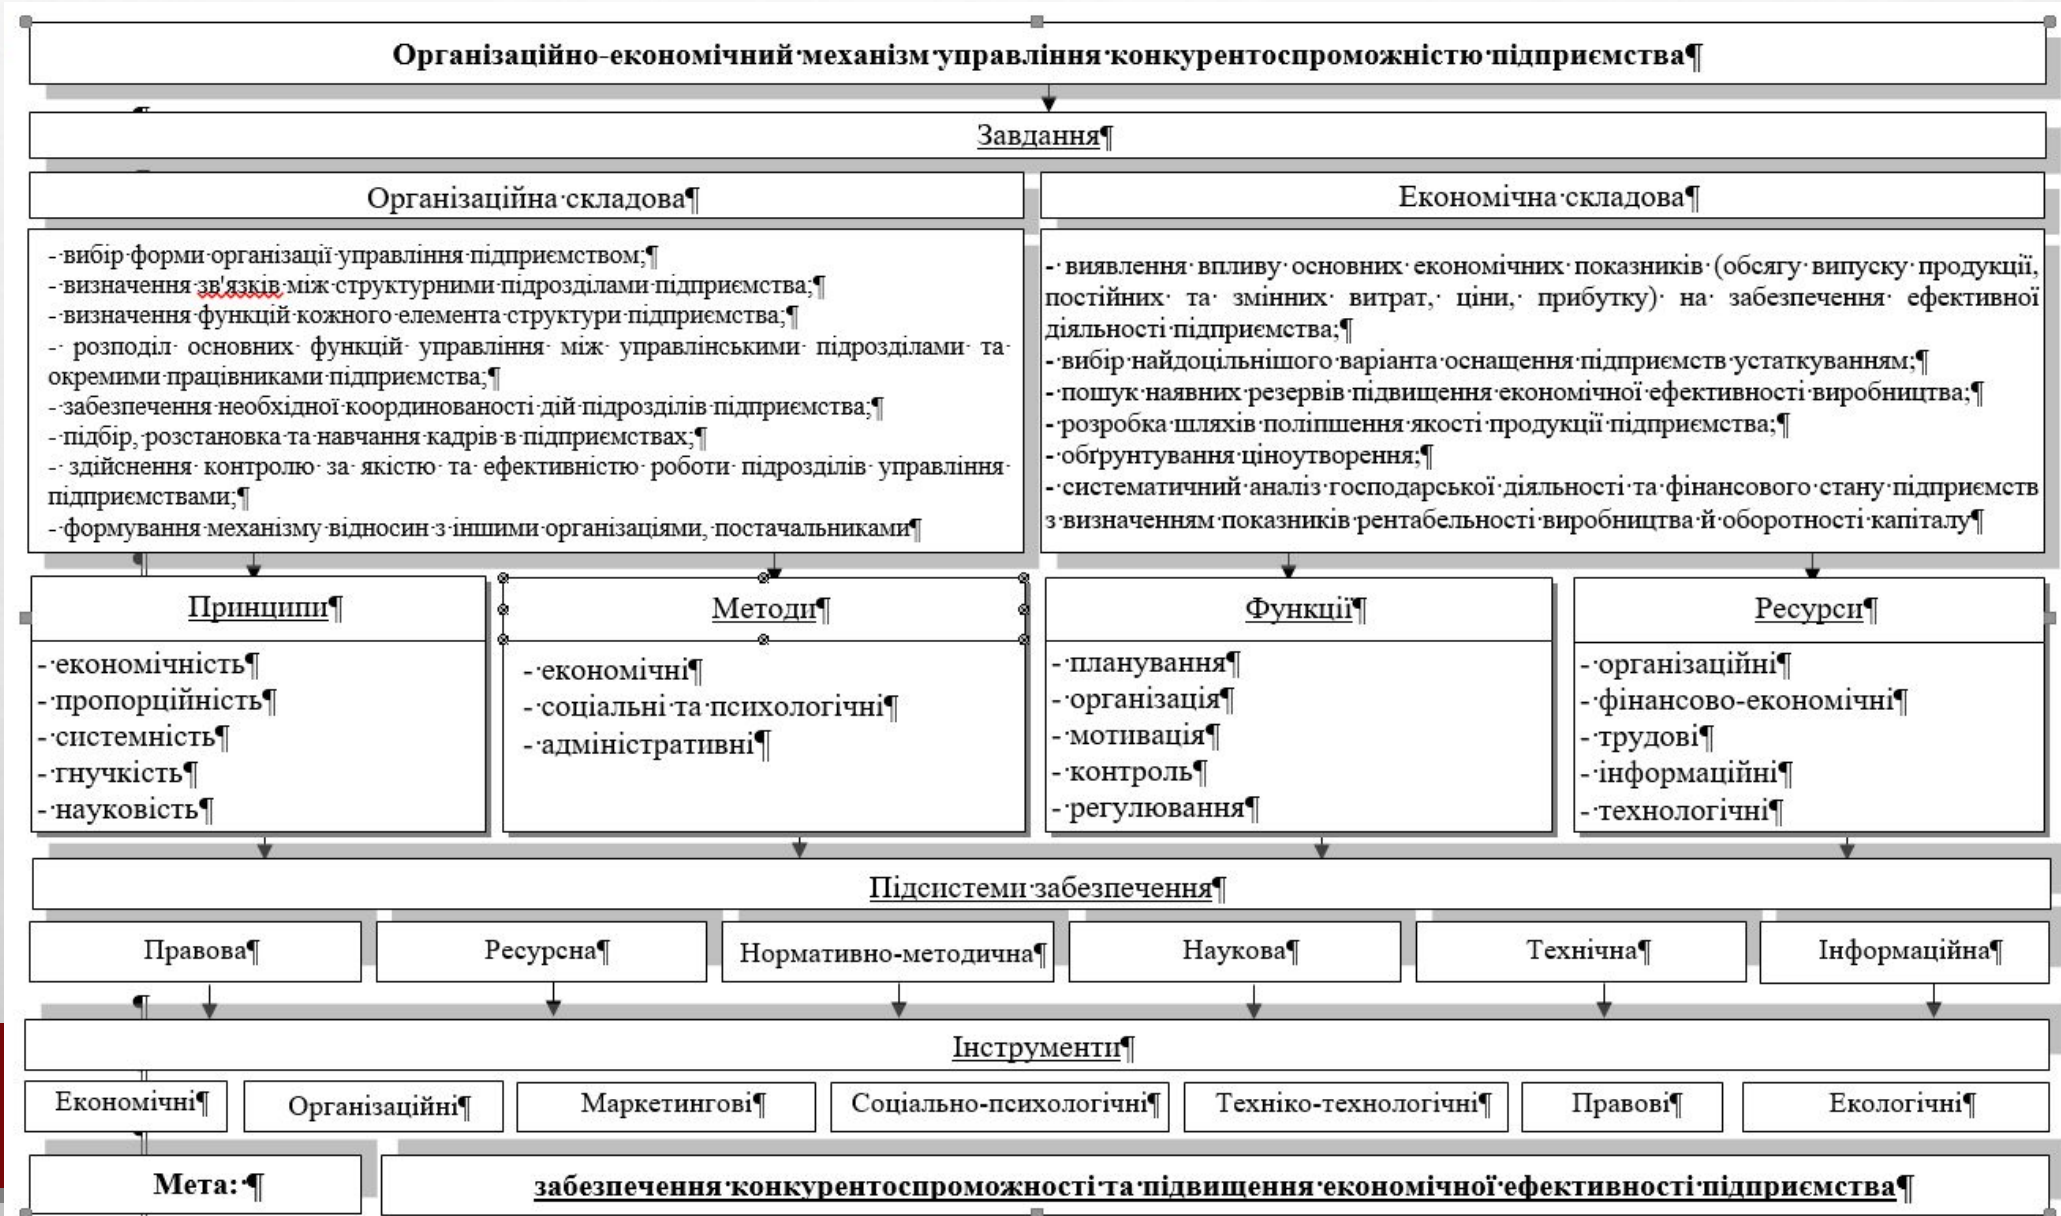 Організаційно-економічний механізм управління конкурентоспроможністю підприємства
Завдання
Організаційна складова
Економічна складова
- вибір форми організації управління підприємством;
- визначення зв'язків між структурними підрозділами підприємства;
- визначення функцій кожного елемента структури підприємства;
- розподіл основних функцій управління між управлінськими підрозділами та
окремими працівниками підприємства;
- забезпечення необхідної координованості дій підрозділів підприємства;
- підбір, розстановка та навчання кадрів в підприємствах;
- здійснення контролю за якістю та ефективністю роботи підрозділів управління
підприємствами;
- формування механізму відносин з іншими організаціями, постачальниками
- виявлення впливу основних економічних показників (обсягу випуску продукції,
постійних та змінних витрат, ціни, прибутку) на забезпечення ефективної
діяльності підприємства;
- вибір найдоцільнішого варіанта оснащення підприємств устаткуванням;
- пошук наявних резервів підвищення економічної ефективності виробництва;
- розробка шляхів поліпшення якості продукції підприємства;
- обґрунтування ціноутворення;
- систематичний аналіз господарської діяльності та фінансового стану підприємств
з визначенням показників рентабельності виробництва й оборотності капіталу
Принципи
- економічність
- пропорційність
- системність
- гнучкість
- науковість
Методи
- економічні
- соціальні та психологічні
- адміністративні
Функції
- планування
- організація
- мотивація
- контроль
- регулювання
Ресурси
- організаційні
- фінансово-економічні
- трудові
- інформаційні
- технологічні
Підсистеми забезпечення
Правова
Ресурсна
Нормативно-методична
Наукова
Технічна
Інформаційна
Інструменти
Економічні
Організаційні
Маркетингові
Соціально-психологічні
Техніко-технологічні
Правові
Екологічні
Мета:
забезпечення конкурентоспроможності та підвищення економічної ефективності підприємства